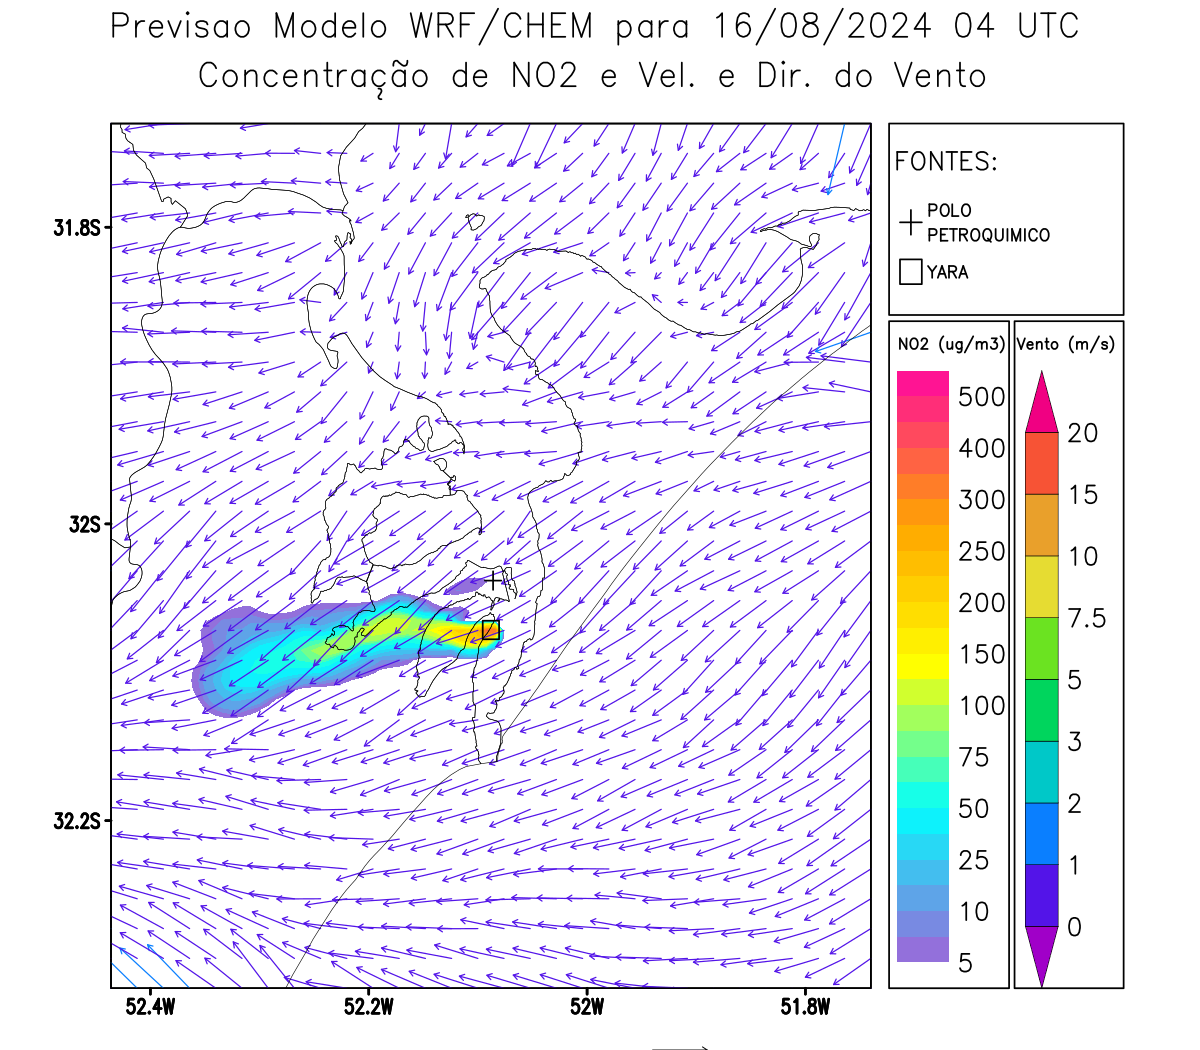 Previsao Modelo WRF/CHEM para 16/08/2024 04 UTC
Concentração de NO2 e Vel. e Dir. do Vento
FONTES:
POLO
PETROQUIMICO
YARA
NO2 (ug/m3)
500
400
300
250
200
150
100
75
50
25
10
5
Vento (m/s)
20
15
10
7.5
5
3
2
1
0
31.8S
32S
32.2S
52.4W 52.2W 52W 51.8W